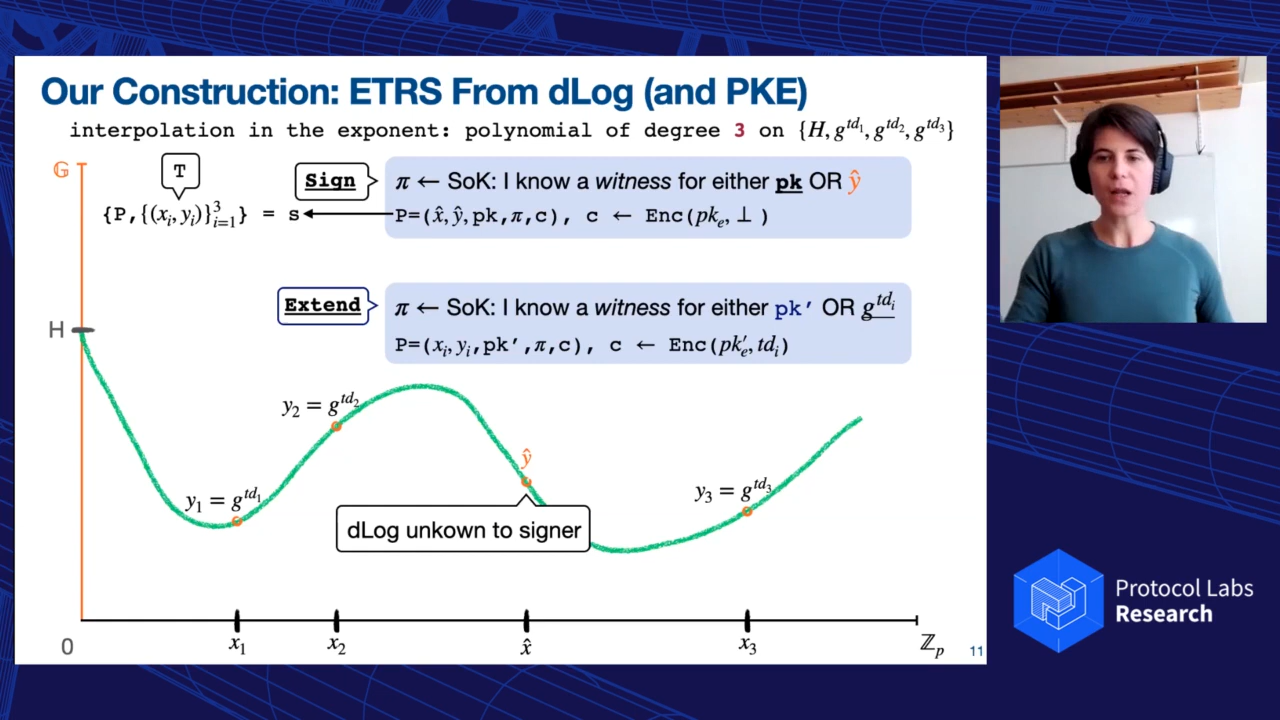 Our Construction: ETRS From dLog (and PKE)
interpolation in the exponent: polynomial of degree 3 on {H, g^{td_1}, g^{td_2}, g^{td_3}}
𝔾
T
{P,{(x_i, y_i)}_{i=1}^3} = s
Sign
π ← SoK: I know a witness for either pk OR ŷ
P=(x̂, ŷ, pk, π, c), c ← Enc(pk_e, ⊥ )
Extend
π ← SoK: I know a witness for either pk′ OR g^{td_i}
P=(x_i, y_i, pk′, π, c), c ← Enc(pk′_e, td_i)
H
y_2 = g^{td_2}
ŷ
y_1 = g^{td_1}
y_3 = g^{td_3}
dLog unkown to signer
0
x_1
x_2
x̂
x_3
ℤ_p
11
Protocol Labs
Research